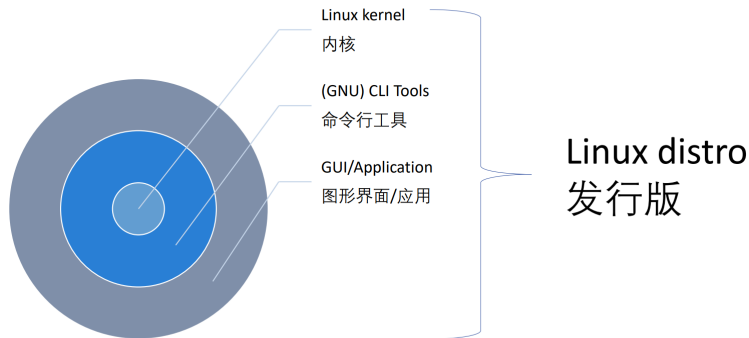 Linux kernel
内核
(GNU) CLI Tools
命令行工具
GUI/Application
图形界面/应用
Linux distro
发行版